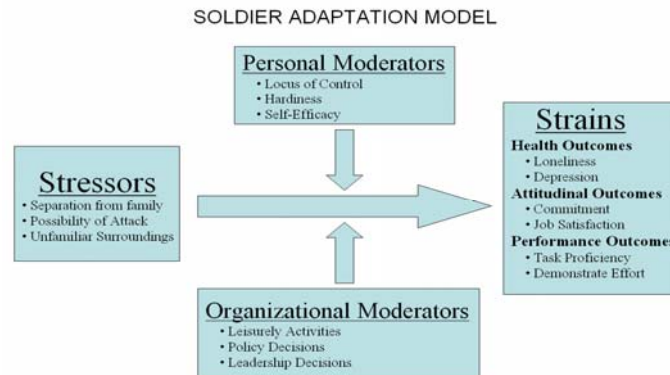 SOLDIER ADAPTATION MODEL
Personal Moderators
• Locus of Control
• Hardiness
• Self-Efficacy
Stressors
• Separation from family
• Possibility of Attack
• Unfamiliar Surroundings
Strains
Health Outcomes
• Loneliness
• Depression
Attitudinal Outcomes
• Commitment
• Job Satisfaction
Performance Outcomes
• Task Proficiency
• Demonstrate Effort
Organizational Moderators
• Leisurely Activities
• Policy Decisions
• Leadership Decisions